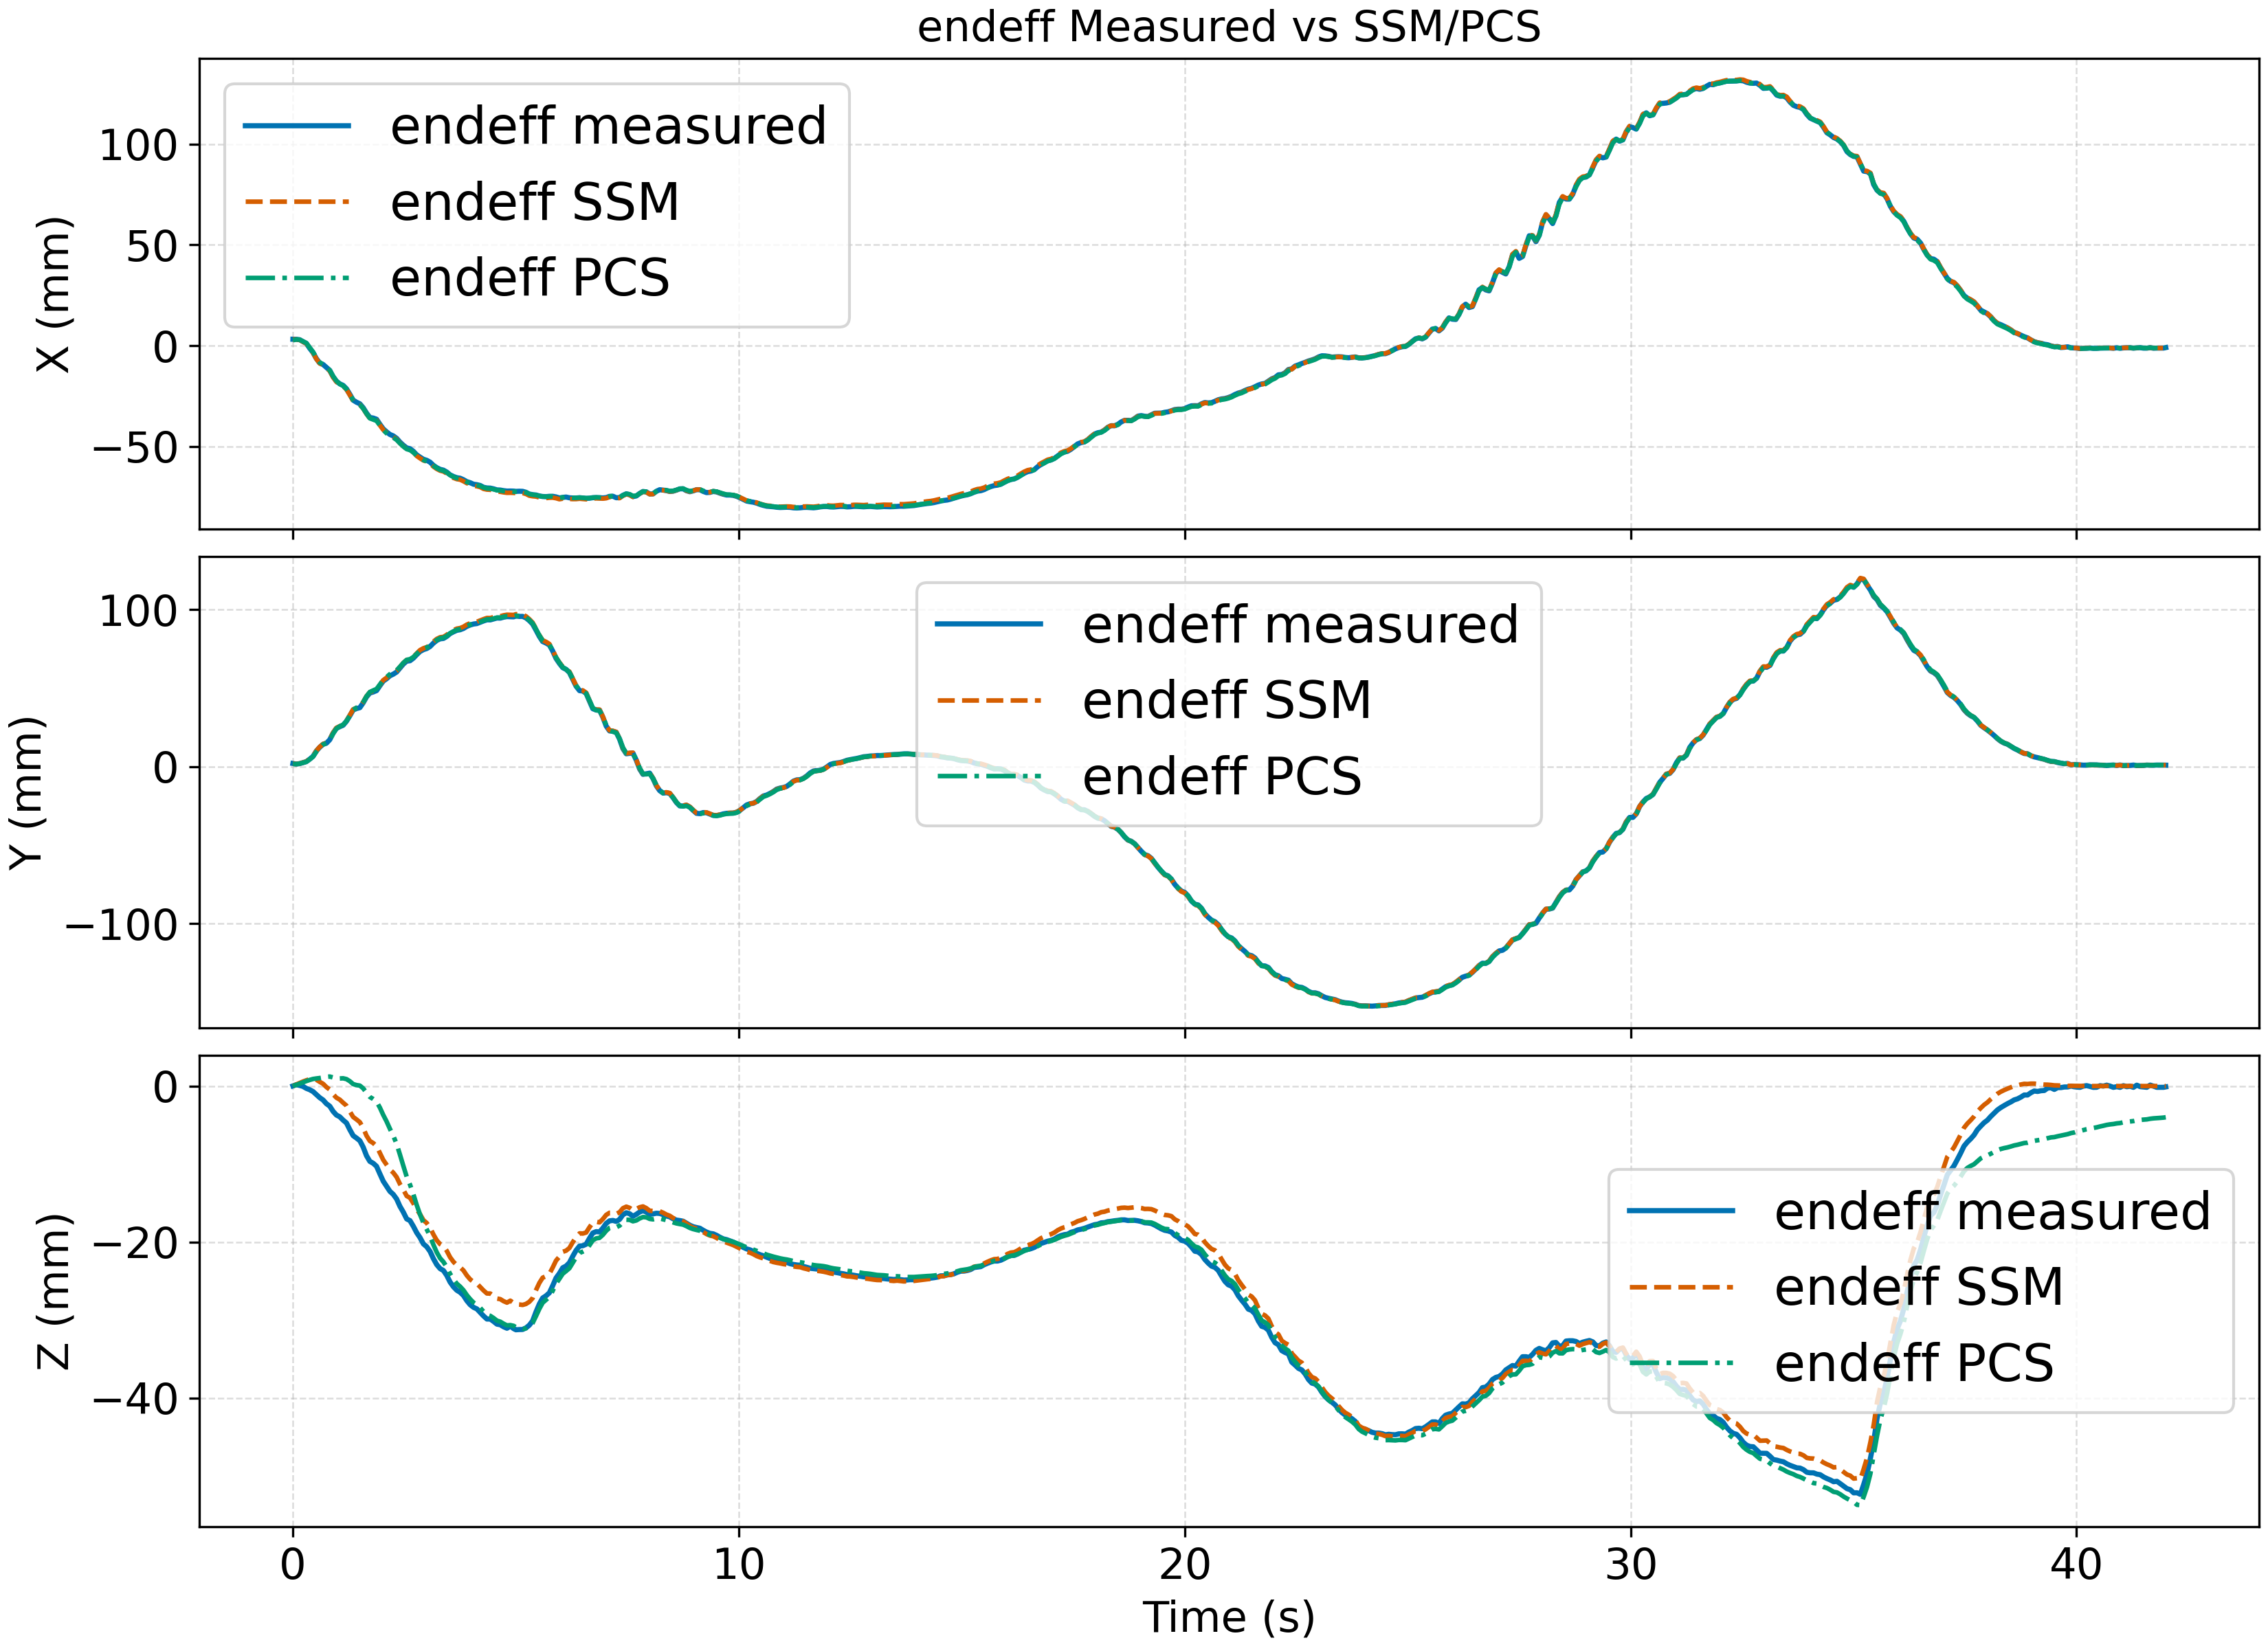 endeff Measured vs SSM/PCS
X (mm)
100
50
0
−50
endeff measured
endeff SSM
endeff PCS
Y (mm)
100
0
−100
endeff measured
endeff SSM
endeff PCS
Z (mm)
0
−20
−40
endeff measured
endeff SSM
endeff PCS
0 10 20 30 40
Time (s)